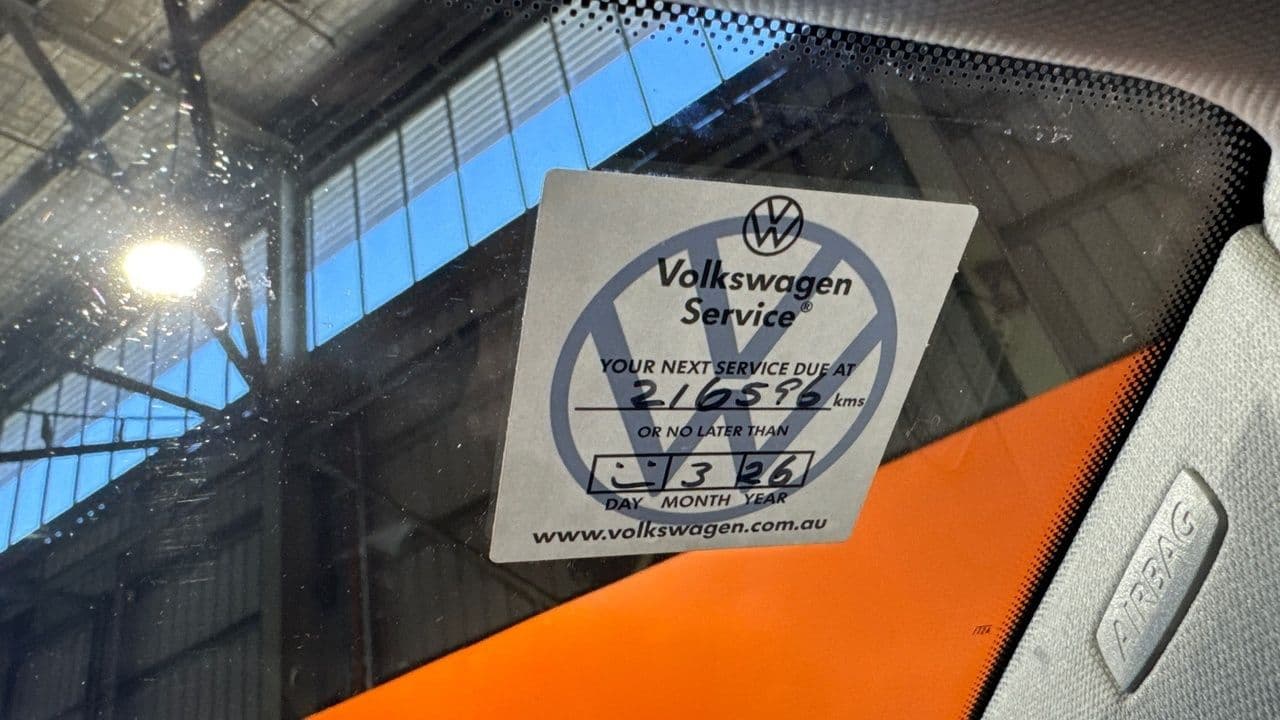 Volkswagen
Service®
YOUR NEXT SERVICE DUE AT
216596 kms
OR NO LATER THAN
3 26
DAY MONTH YEAR
www.volkswagen.com.au
AIRBAG